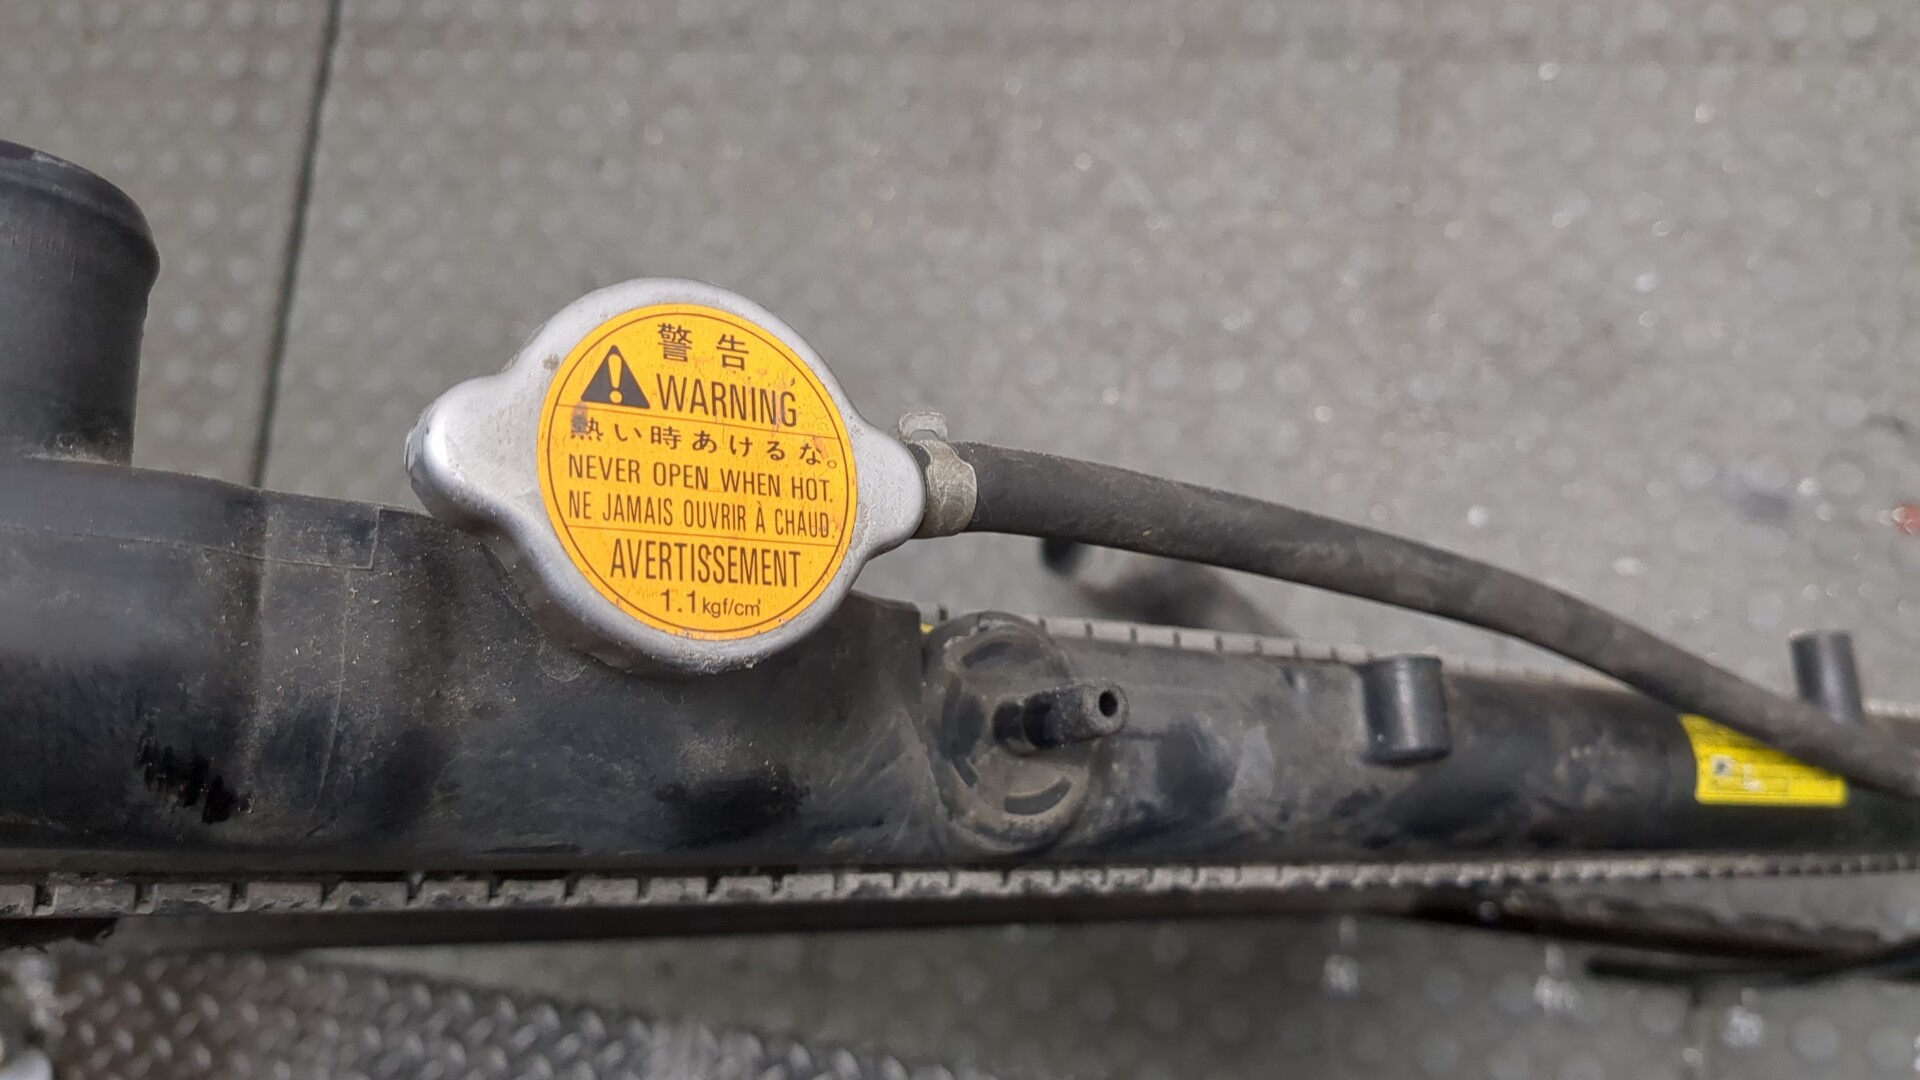 警告
WARNING
熱い時あけるな。
NEVER OPEN WHEN HOT.
NE JAMAIS OUVRIR À CHAUD.
AVERTISSEMENT
1.1kgf/cm²